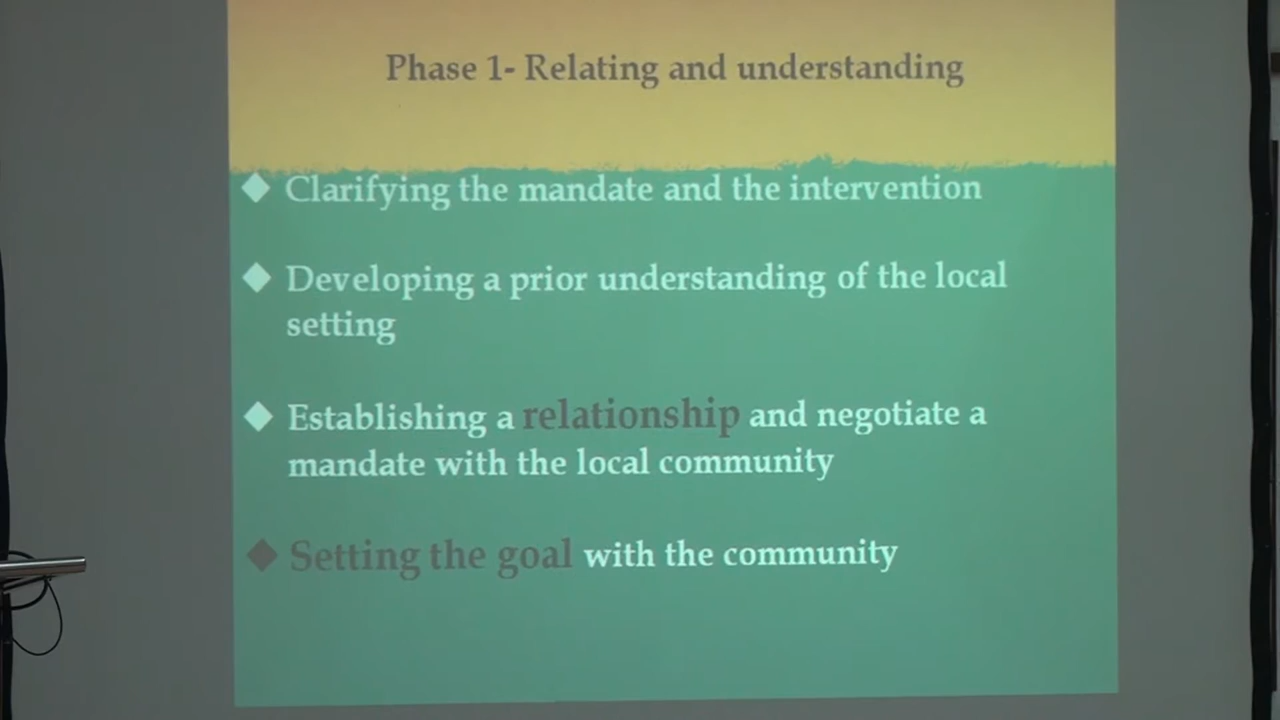 Phase 1- Relating and understanding
◆ Clarifying the mandate and the intervention
◆ Developing a prior understanding of the local
setting
◆ Establishing a relationship and negotiate a
mandate with the local community
◆ Setting the goal with the community